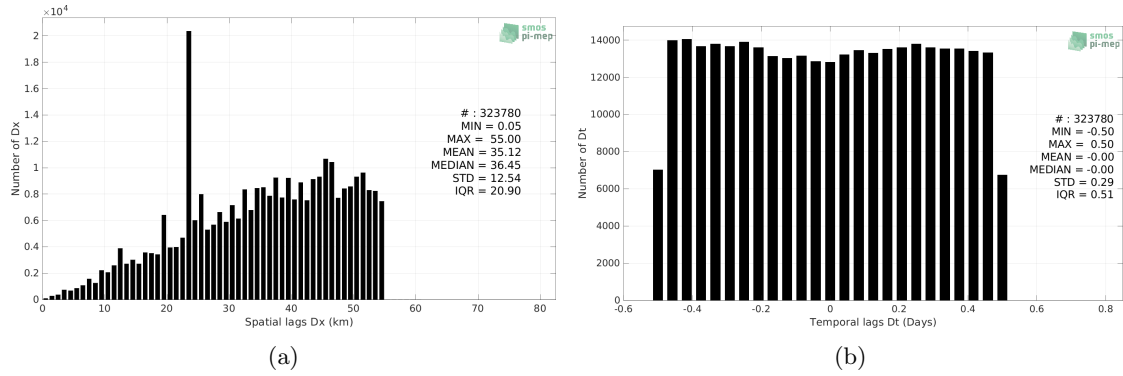 ×10⁴
2
1.8
1.6
1.4
1.2
1
0.8
0.6
0.4
0.2
0
Number of Dx
smos
pi-mep
# : 323780
MIN = 0.05
MAX = 55.00
MEAN = 35.12
MEDIAN = 36.45
STD = 12.54
IQR = 20.90
0 10 20 30 40 50 60 70 80
Spatial lags Dx (km)
(a)
14000
12000
10000
8000
6000
4000
2000
0
Number of Dt
smos
pi-mep
# : 323780
MIN = -0.50
MAX = 0.50
MEAN = -0.00
MEDIAN = -0.00
STD = 0.29
IQR = 0.51
-0.6 -0.4 -0.2 0 0.2 0.4 0.6 0.8
Temporal lags Dt (Days)
(b)